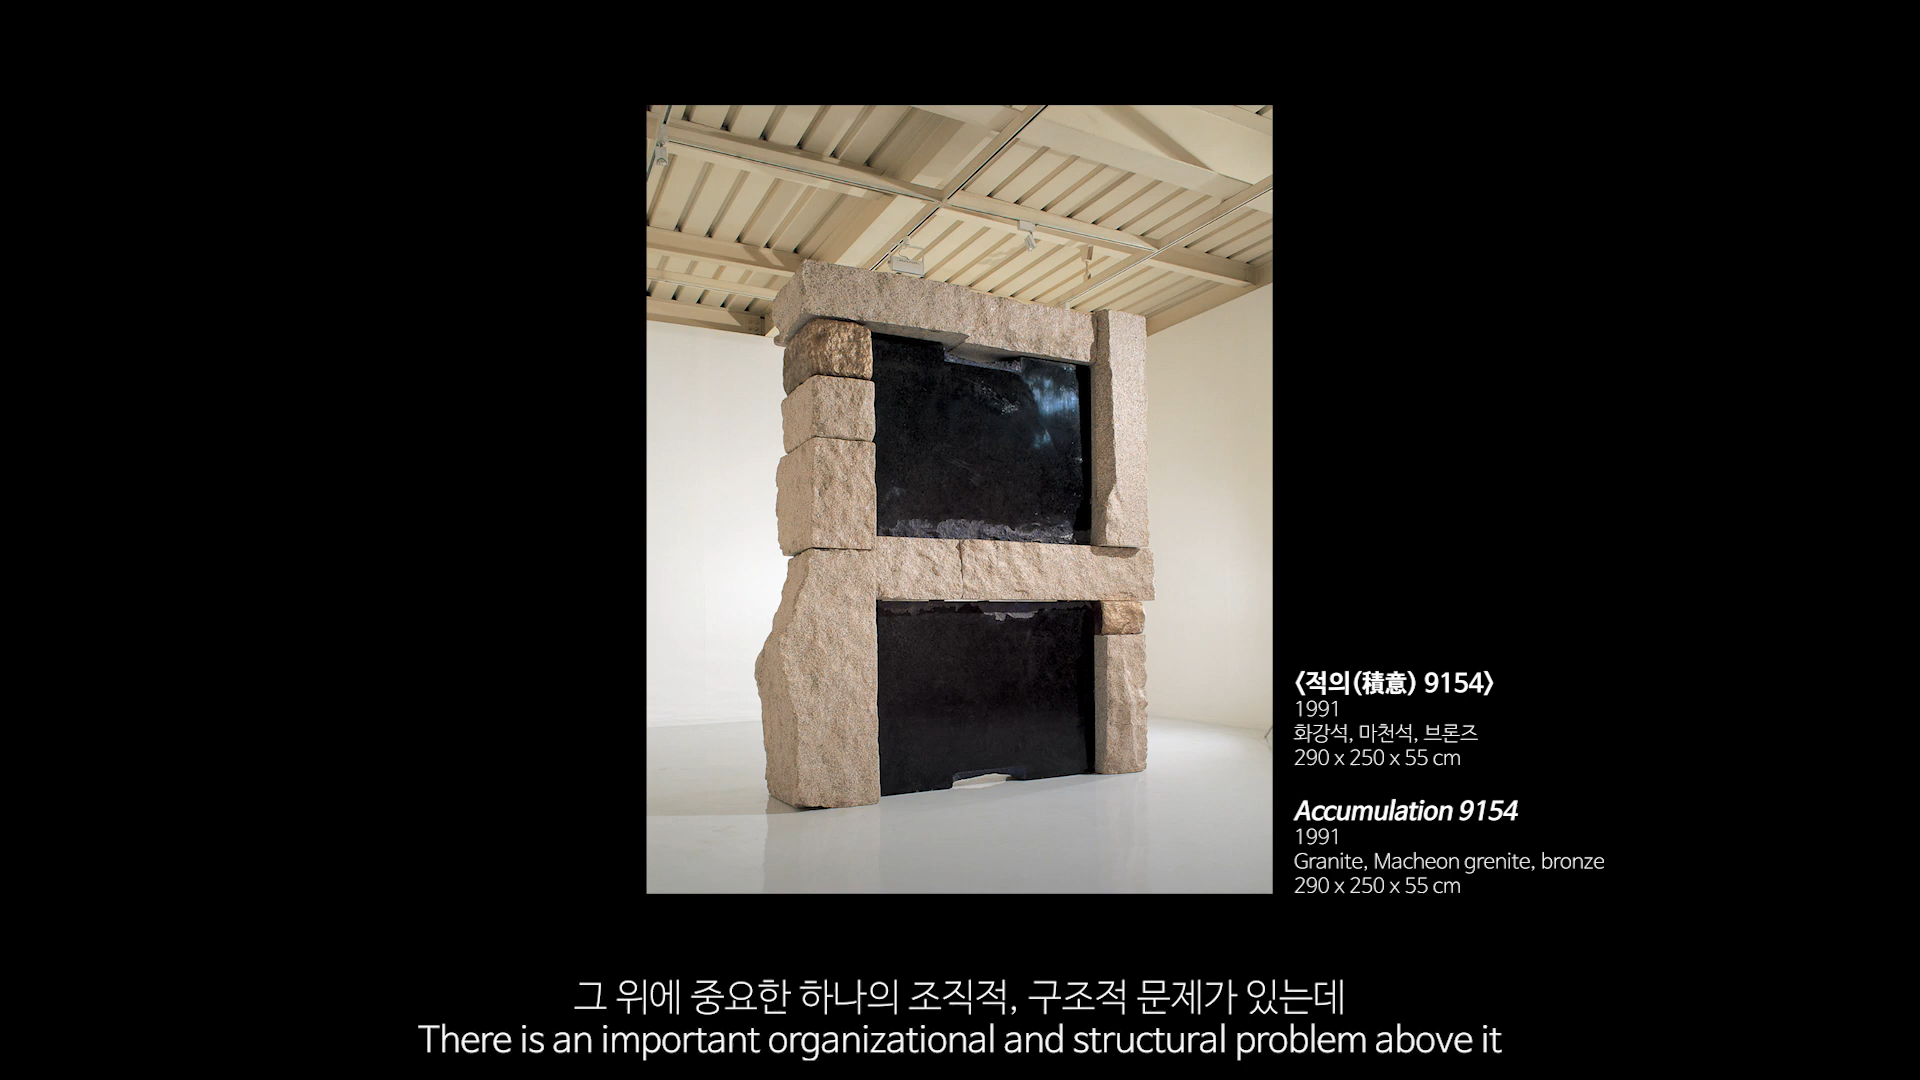 〈적의(積意) 9154〉
1991
화강석, 마천석, 브론즈
290 x 250 x 55 cm
Accumulation 9154
1991
Granite, Macheon grenite, bronze
290 x 250 x 55 cm
그 위에 중요한 하나의 조직적, 구조적 문제가 있는데
There is an important organizational and structural problem above it